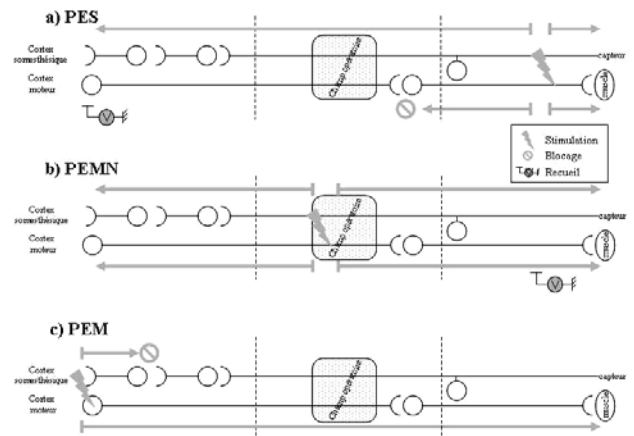 a) PES
Cortex
somesthésique
capteur
Champ opératoire
Cortex
moteur
muscle
V
Stimulation
Blocage
V
Recueil
b) PEMN
Cortex
somesthésique
capteur
Champ opératoire
Cortex
moteur
muscle
V
c) PEM
Cortex
somesthésique
capteur
Champ opératoire
Cortex
moteur
muscle